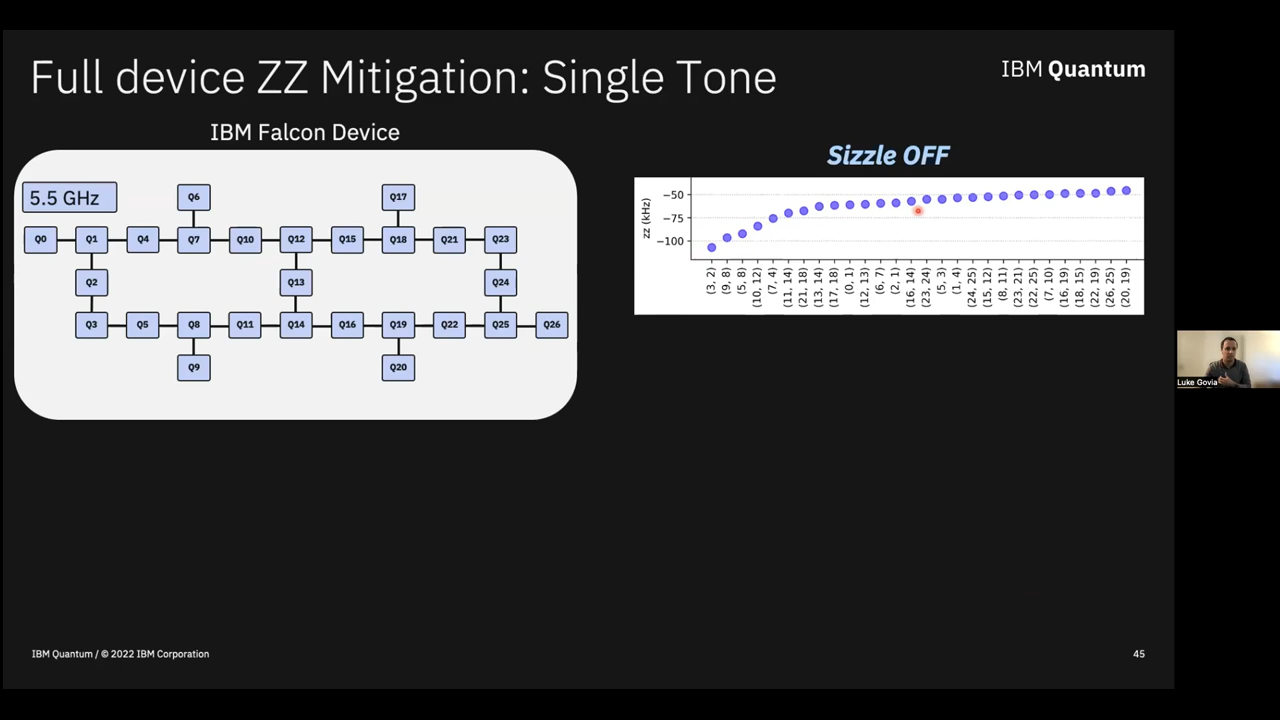 Full device ZZ Mitigation: Single Tone
IBM Quantum
IBM Falcon Device
Sizzle OFF
5.5 GHz
Q6
Q17
Q0
Q1
Q4
Q7
Q10
Q12
Q15
Q18
Q21
Q23
Q2
Q13
Q24
Q3
Q5
Q8
Q11
Q14
Q16
Q19
Q22
Q25
Q26
Q9
Q20
zz (kHz)
−50
−75
−100
(3, 2)
(9, 8)
(5, 8)
(10, 12)
(7, 4)
(11, 14)
(21, 18)
(13, 14)
(17, 18)
(0, 1)
(12, 13)
(6, 7)
(2, 1)
(16, 14)
(23, 24)
(5, 3)
(1, 4)
(24, 25)
(15, 12)
(8, 11)
(23, 21)
(22, 25)
(7, 10)
(16, 19)
(18, 15)
(22, 19)
(26, 25)
(20, 19)
Luke Govia
IBM Quantum / © 2022 IBM Corporation
45